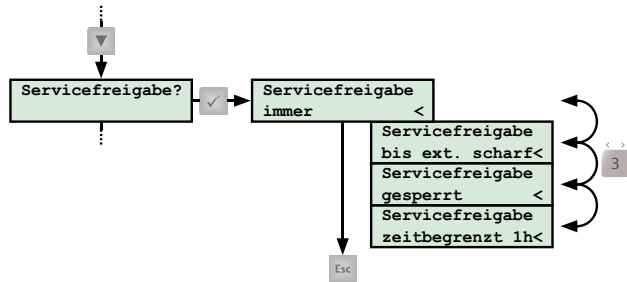 Servicefreigabe?
Servicefreigabe
immer <
Servicefreigabe
bis ext. scharf<
Servicefreigabe
gesperrt <
Servicefreigabe
zeitbegrenzt 1h<
< >
3
Esc